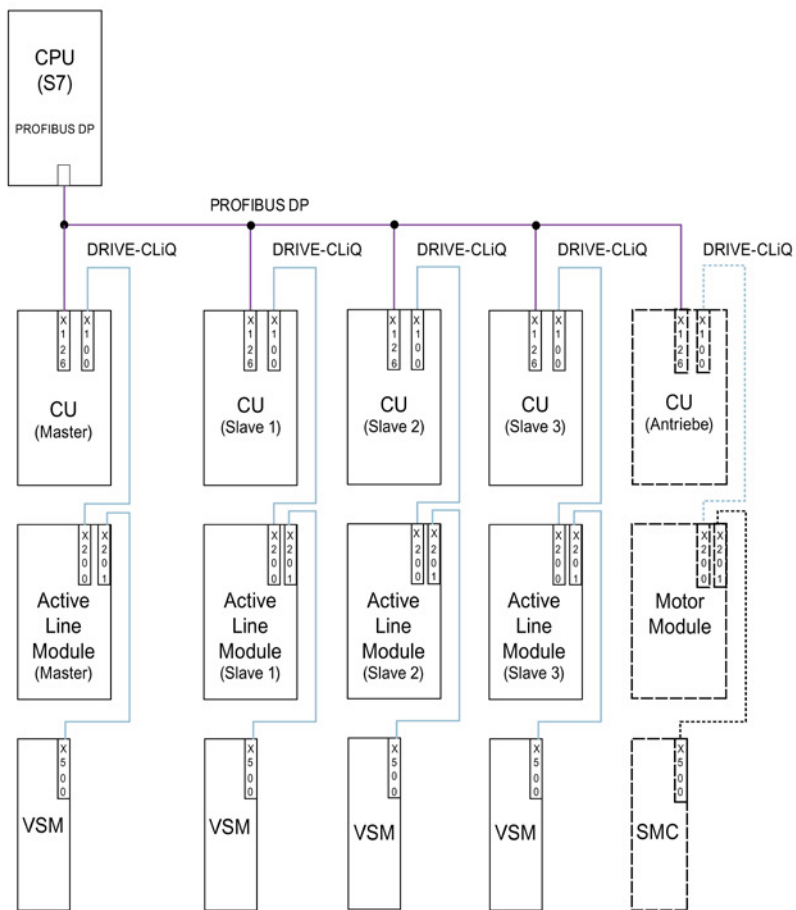 CPU
(S7)
PROFIBUS DP
PROFIBUS DP
DRIVE-CLiQ
DRIVE-CLiQ
DRIVE-CLiQ
DRIVE-CLiQ
DRIVE-CLiQ
X126
X100
X126
X100
X126
X100
X126
X100
X126
X100
CU
(Master)
CU
(Slave 1)
CU
(Slave 2)
CU
(Slave 3)
CU
(Antriebe)
X200
X201
X200
X201
X200
X201
X200
X201
X200
X201
Active
Line
Module
(Master)
Active
Line
Module
(Slave 1)
Active
Line
Module
(Slave 2)
Active
Line
Module
(Slave 3)
Motor
Module
X500
X500
X500
X500
X500
VSM
VSM
VSM
VSM
SMC